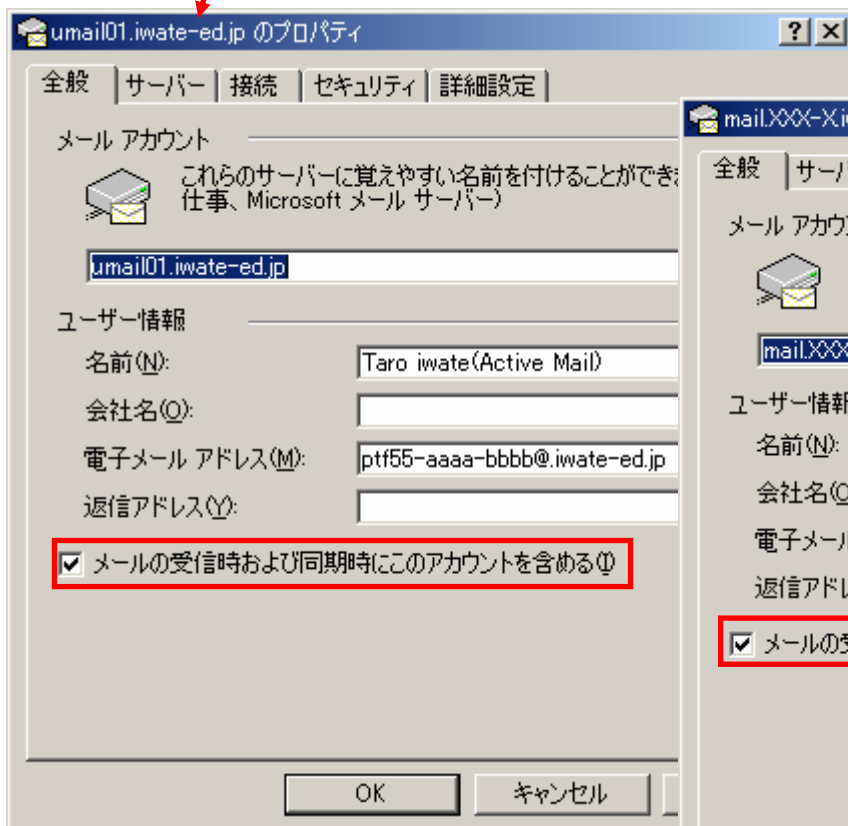 umail01.iwate-ed.jp のプロパティ
全般 サーバー 接続 セキュリティ 詳細設定
メール アカウント
これらのサーバーに覚えやすい名前を付けることができ
仕事、Microsoft メール サーバー)
umail01.iwate-ed.jp
ユーザー情報
名前(N): Taro iwate(Active Mail)
会社名(O):
電子メール アドレス(M): ptf55-aaaa-bbbb@.iwate-ed.jp
返信アドレス(Y):
メールの受信時および同期時にこのアカウントを含める(I)
OK キャンセル
mail.XXX-X.i
全般 サー
メール アカウ
mail.XXX
ユーザー情報
名前(N):
会社名(O
電子メー
返信アド
メールの受